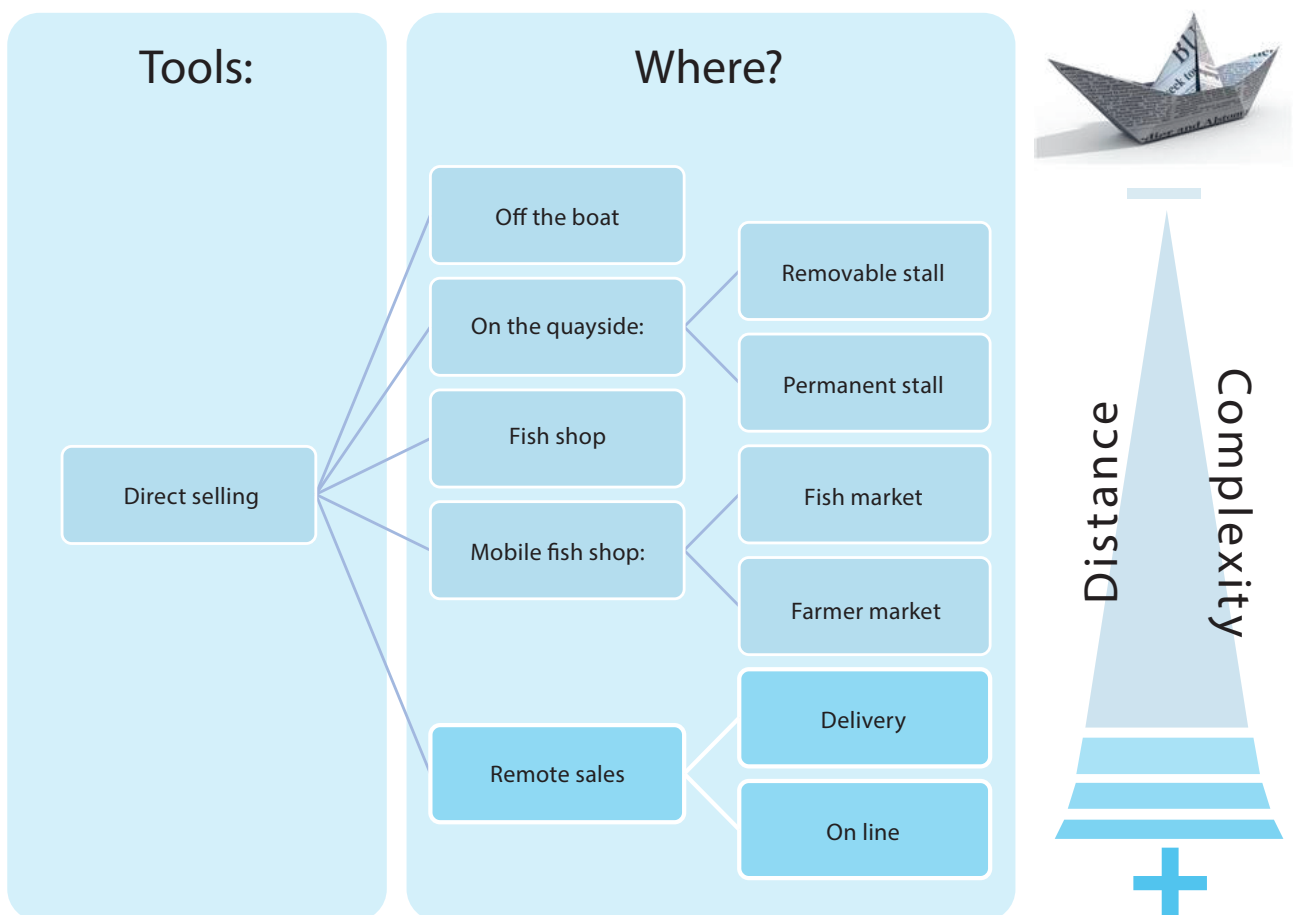 Tools:
Where?
Off the boat
On the quayside:
Removable stall
Permanent stall
Fish shop
Direct selling
Mobile fish shop:
Fish market
Farmer market
Remote sales
Delivery
On line
Distance
Complexity